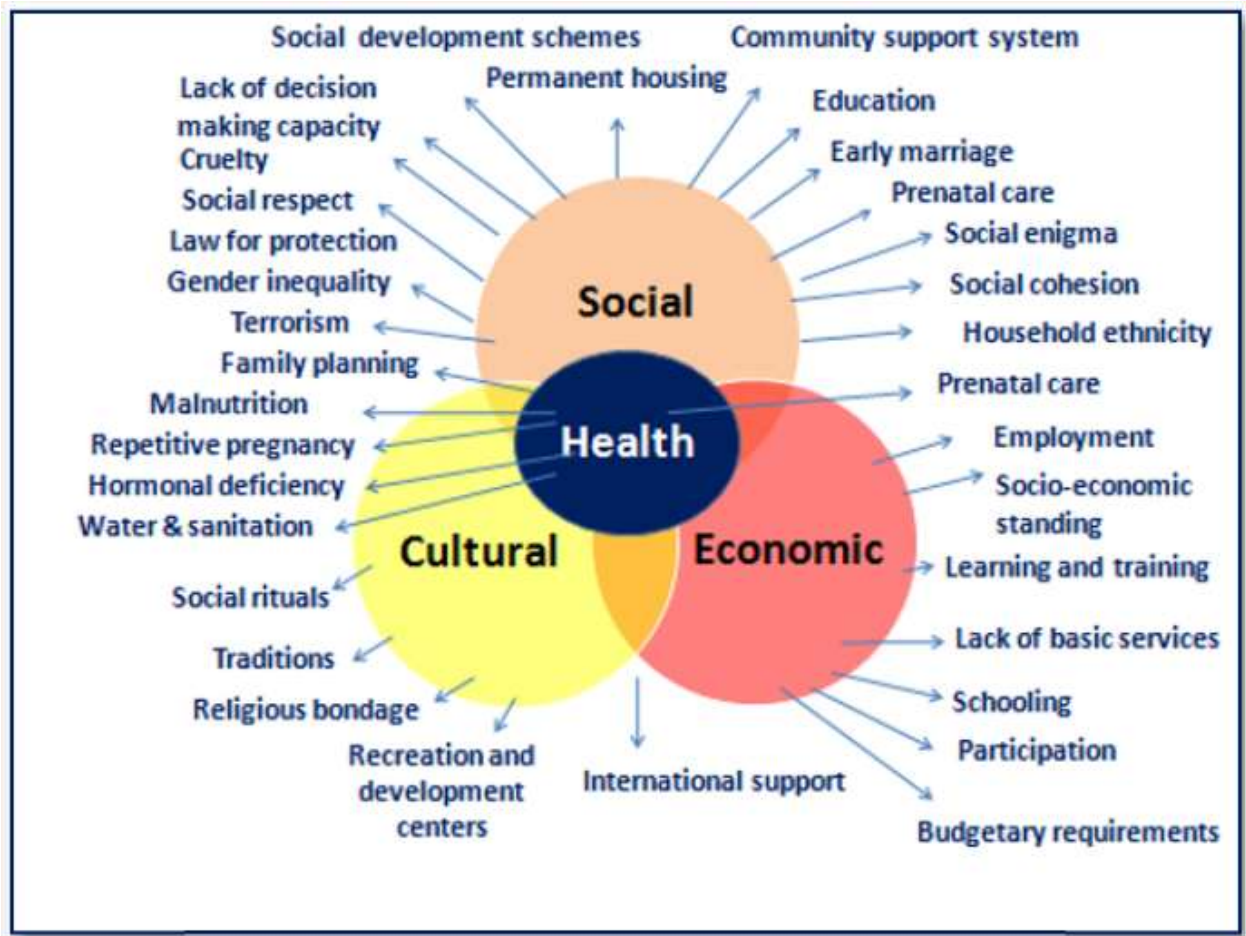 Social development schemes
Community support system
Permanent housing
Lack of decision
making capacity
Cruelty
Social respect
Law for protection
Gender inequality
Terrorism
Family planning
Malnutrition
Repetitive pregnancy
Hormonal deficiency
Water & sanitation
Social rituals
Traditions
Religious bondage
Recreation and
development
centers
International support
Education
Early marriage
Prenatal care
Social enigma
Social cohesion
Household ethnicity
Prenatal care
Employment
Socio-economic
standing
Learning and training
Lack of basic services
Schooling
Participation
Budgetary requirements
Social
Health
Cultural
Economic